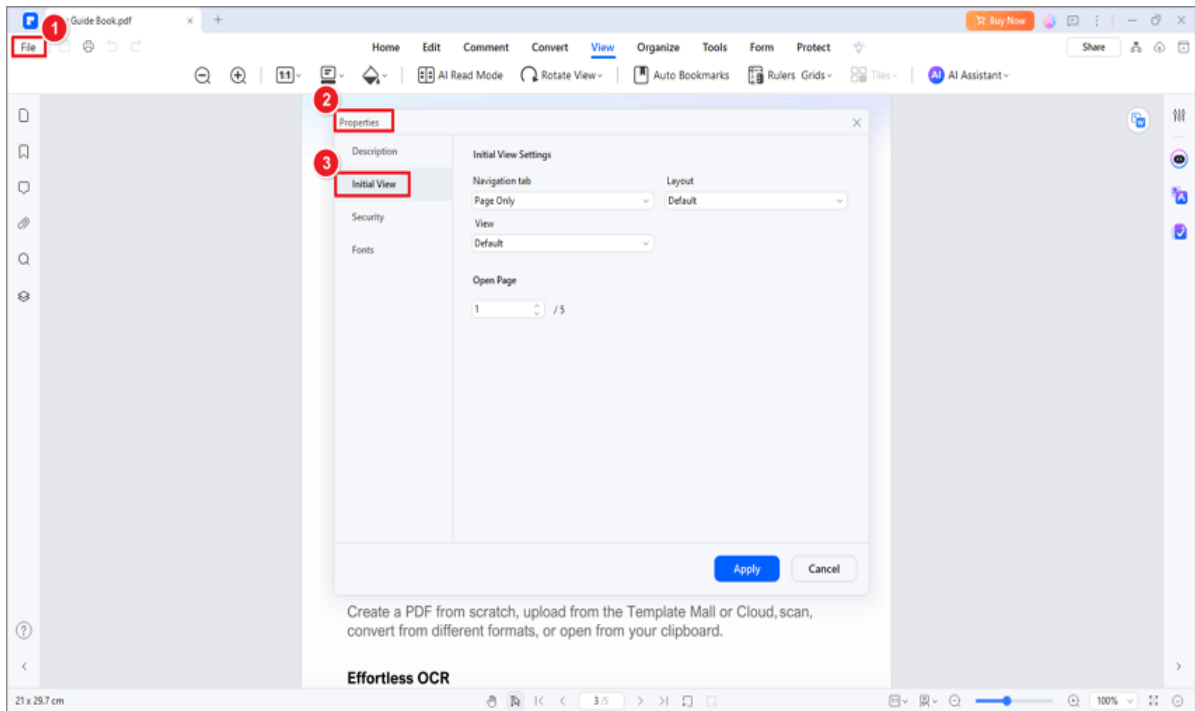 Guide Book.pdf
Buy Now
1
File
Home Edit Comment Convert View Organize Tools Form Protect
Share
1:1
AI Read Mode Rotate View Auto Bookmarks Rulers Grids Tiles AI AI Assistant
2
Properties
Description
3
Initial View
Security
Fonts
Initial View Settings
Navigation tab Layout
Page Only Default
View
Default
Open Page
1 / 5
Apply Cancel
Create a PDF from scratch, upload from the Template Mall or Cloud, scan,
convert from different formats, or open from your clipboard.
Effortless OCR
21 x 29.7 cm
3/5
100%